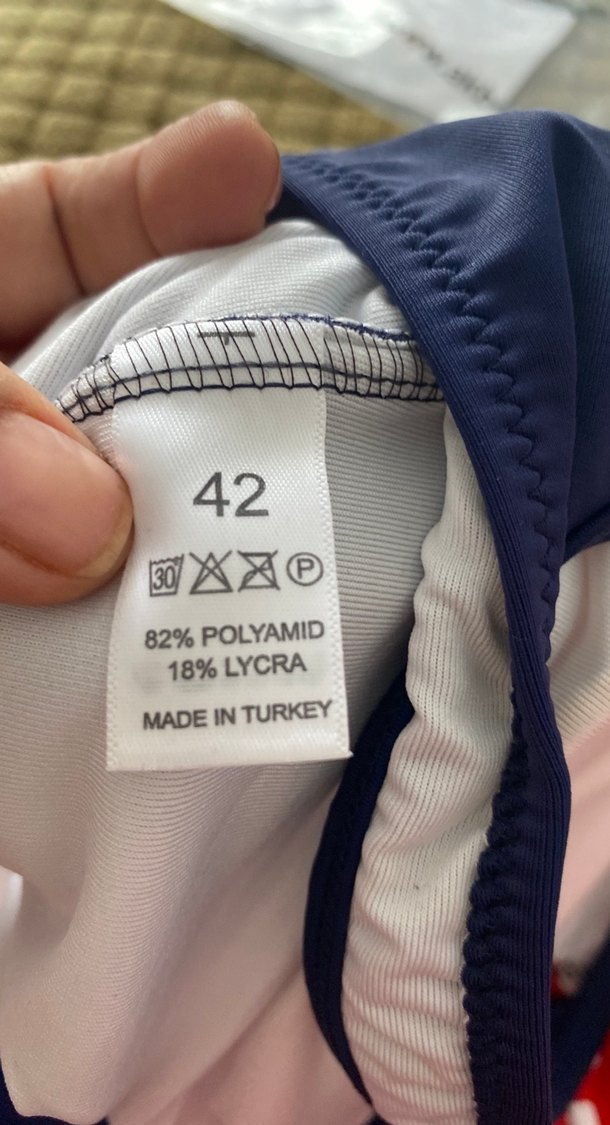 42
30 P
82% POLYAMID
18% LYCRA
MADE IN TURKEY